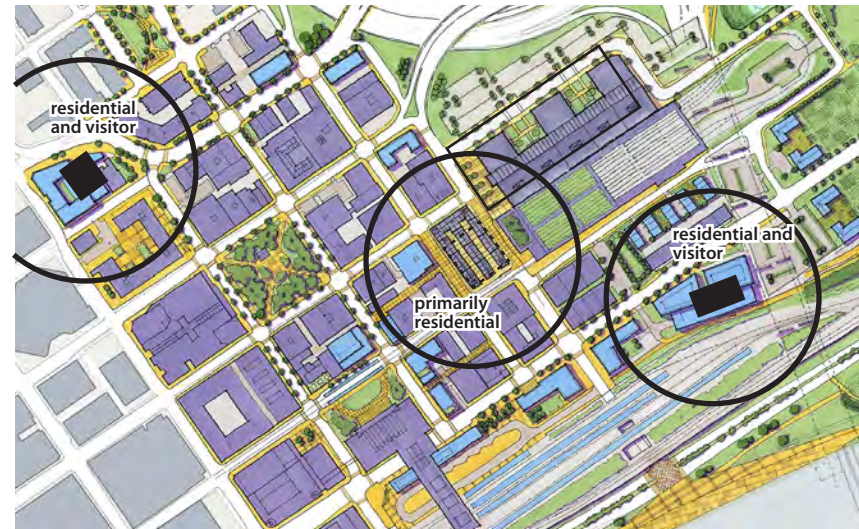 residential
and visitor
primarily
residential
residential and
visitor